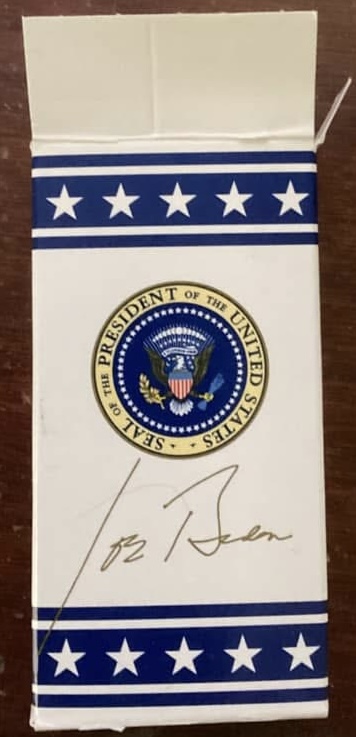 SEAL OF THE PRESIDENT OF THE UNITED STATES
Joe Biden